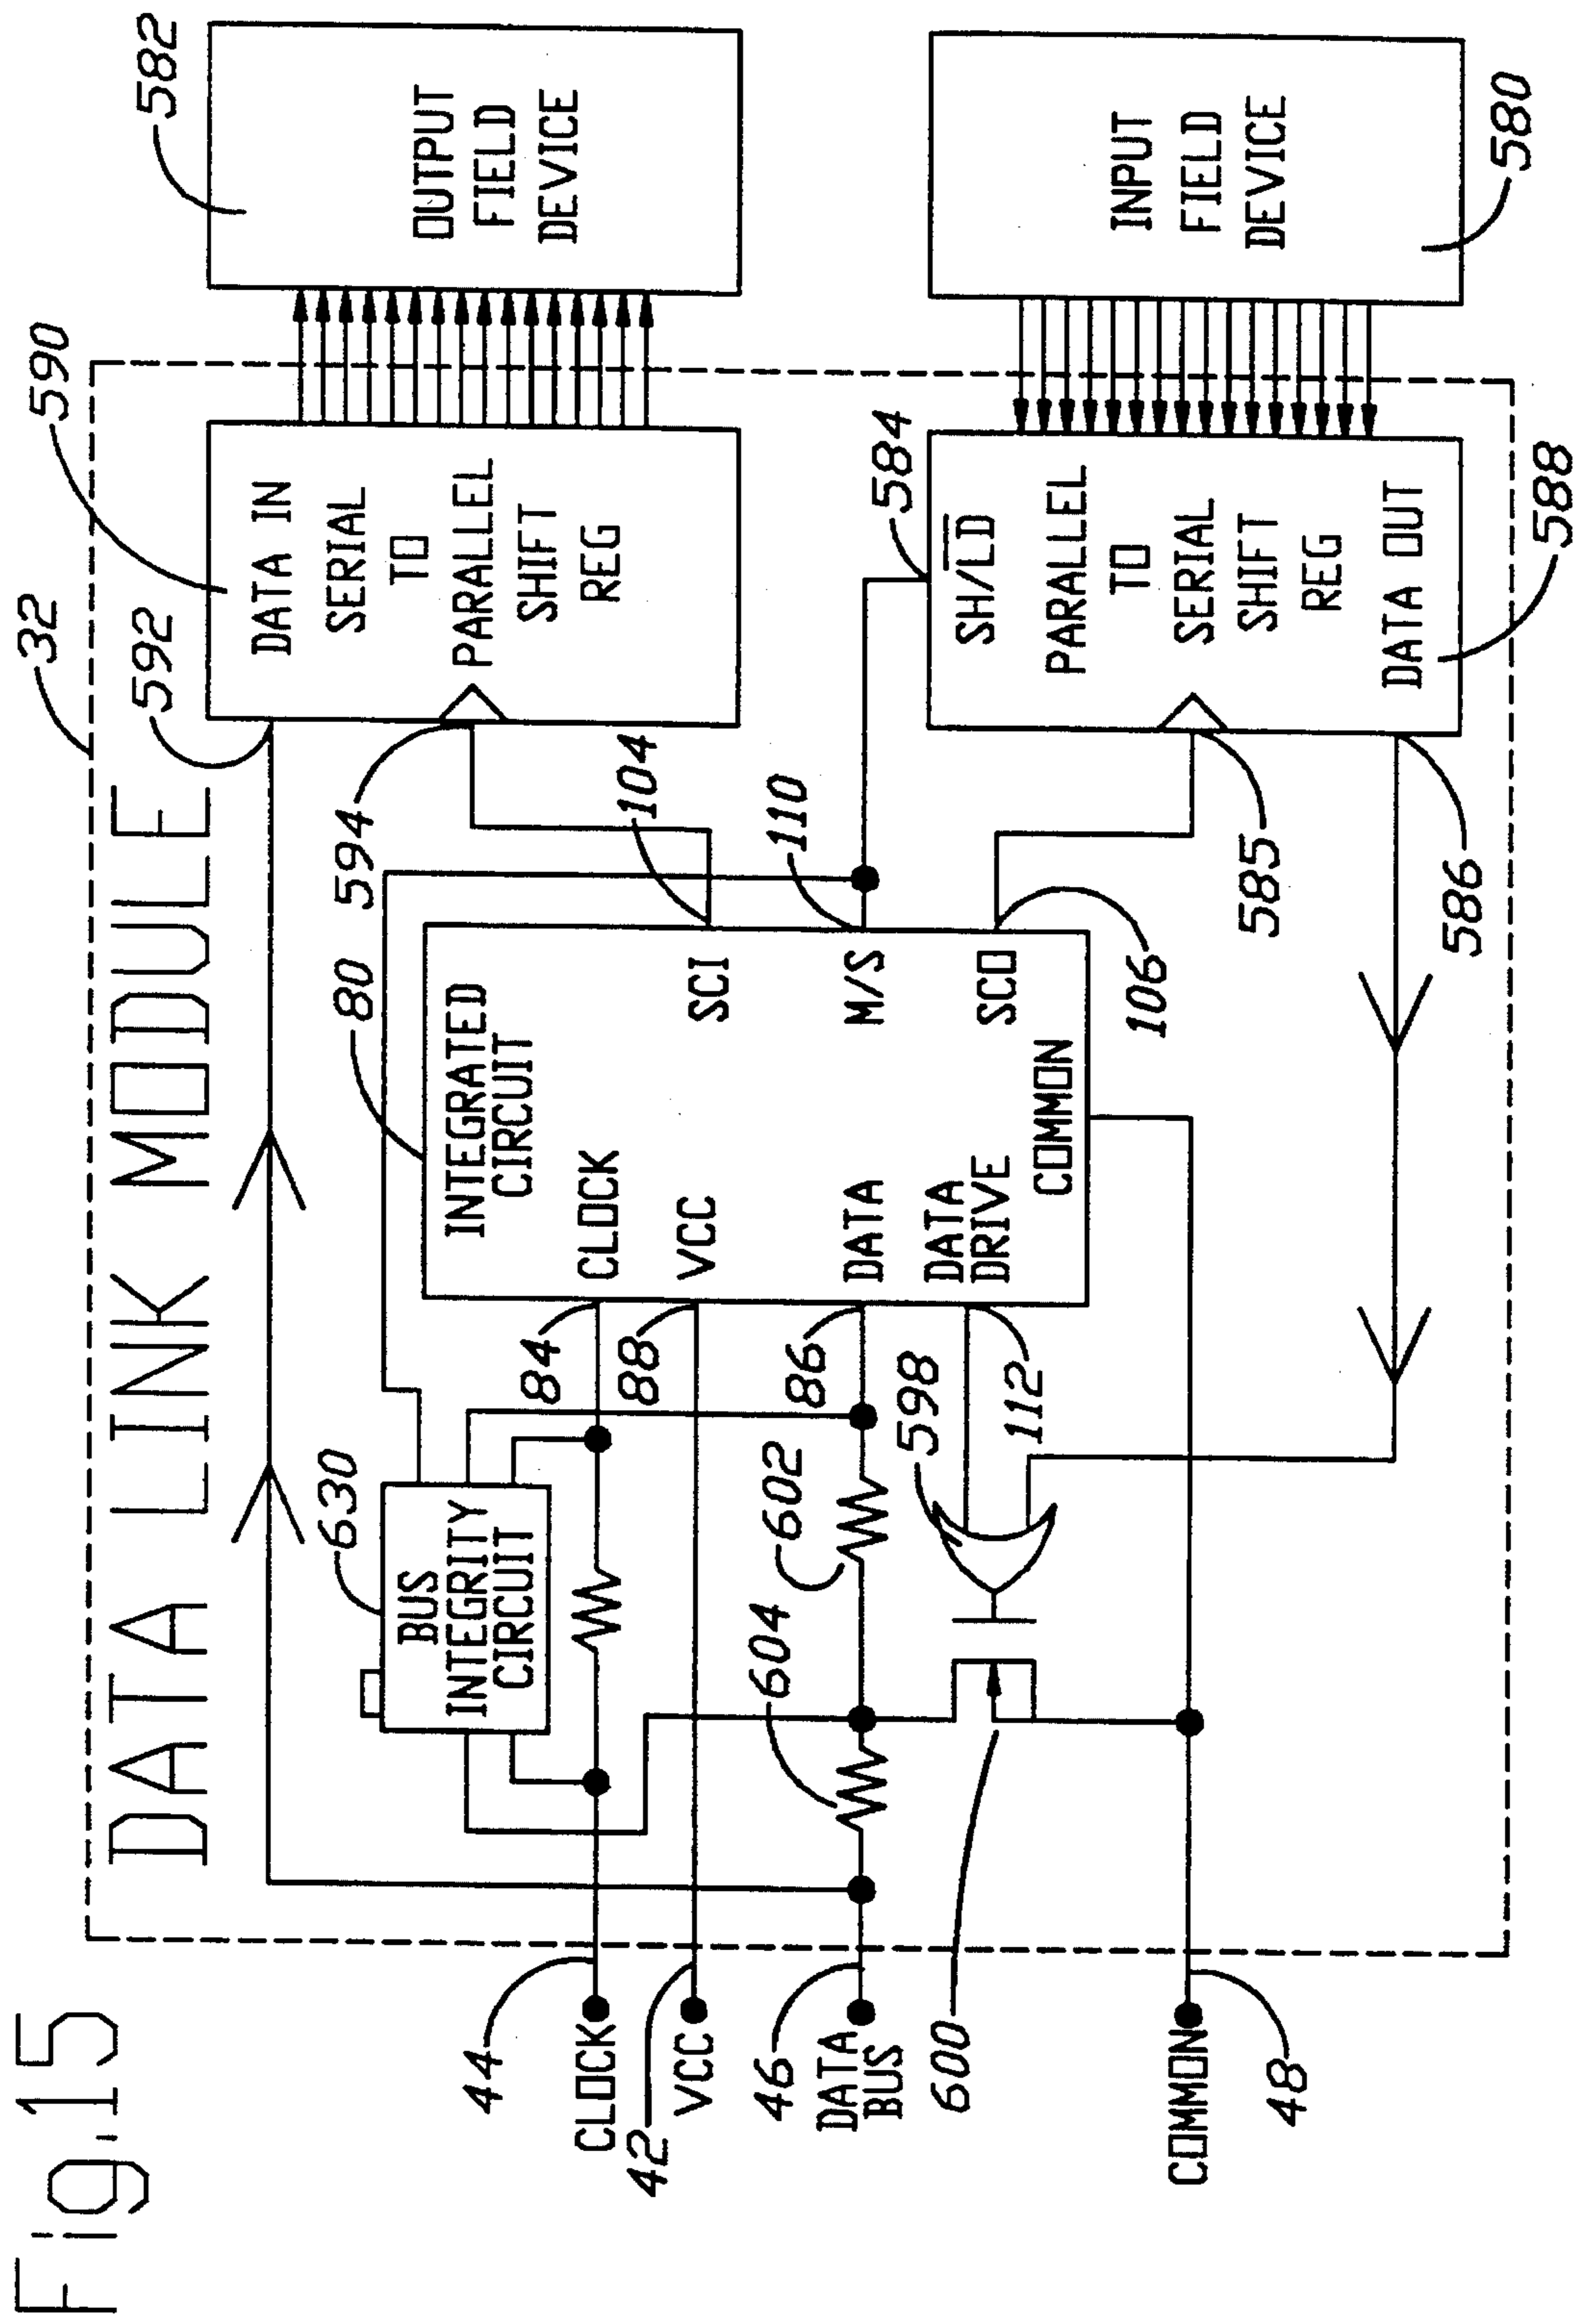 Fig.15
DATA LINK MODULE
32
592
590
582
DATA IN
SERIAL
TO
PARALLEL
SHIFT
REG
OUTPUT
FIELD
DEVICE
594
104
110
584
630
BUS
INTEGRITY
CIRCUIT
80
INTEGRATED
CIRCUIT
CLOCK
VCC
DATA
DATA
DRIVE
COMMON
SCI
M/S
SCO
84
88
86
112
106
SH/LD
PARALLEL
TO
SERIAL
SHIFT
REG
DATA OUT
INPUT
FIELD
DEVICE
580
588
585
586
602
604
598
600
44
CLOCK
42
VCC
46
DATA
BUS
COMMON
48